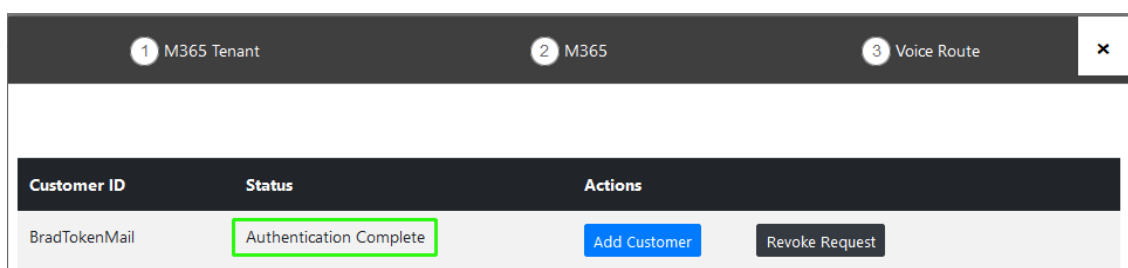 1 M365 Tenant 2 M365 3 Voice Route ×
Customer ID Status Actions
BradTokenMail Authentication Complete Add Customer Revoke Request